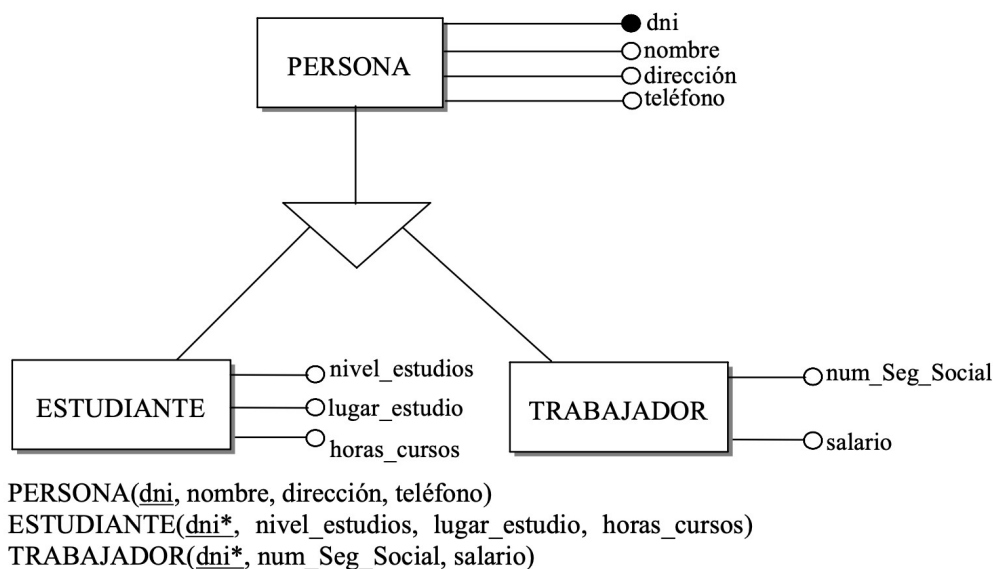 dni
nombre
PERSONA
dirección
teléfono
nivel_estudios
ESTUDIANTE
lugar_estudio
horas_cursos
num_Seg_Social
TRABAJADOR
salario
PERSONA(dni, nombre, dirección, teléfono)
ESTUDIANTE(dni*, nivel_estudios, lugar_estudio, horas_cursos)
TRABAJADOR(dni*, num_Seg_Social, salario)